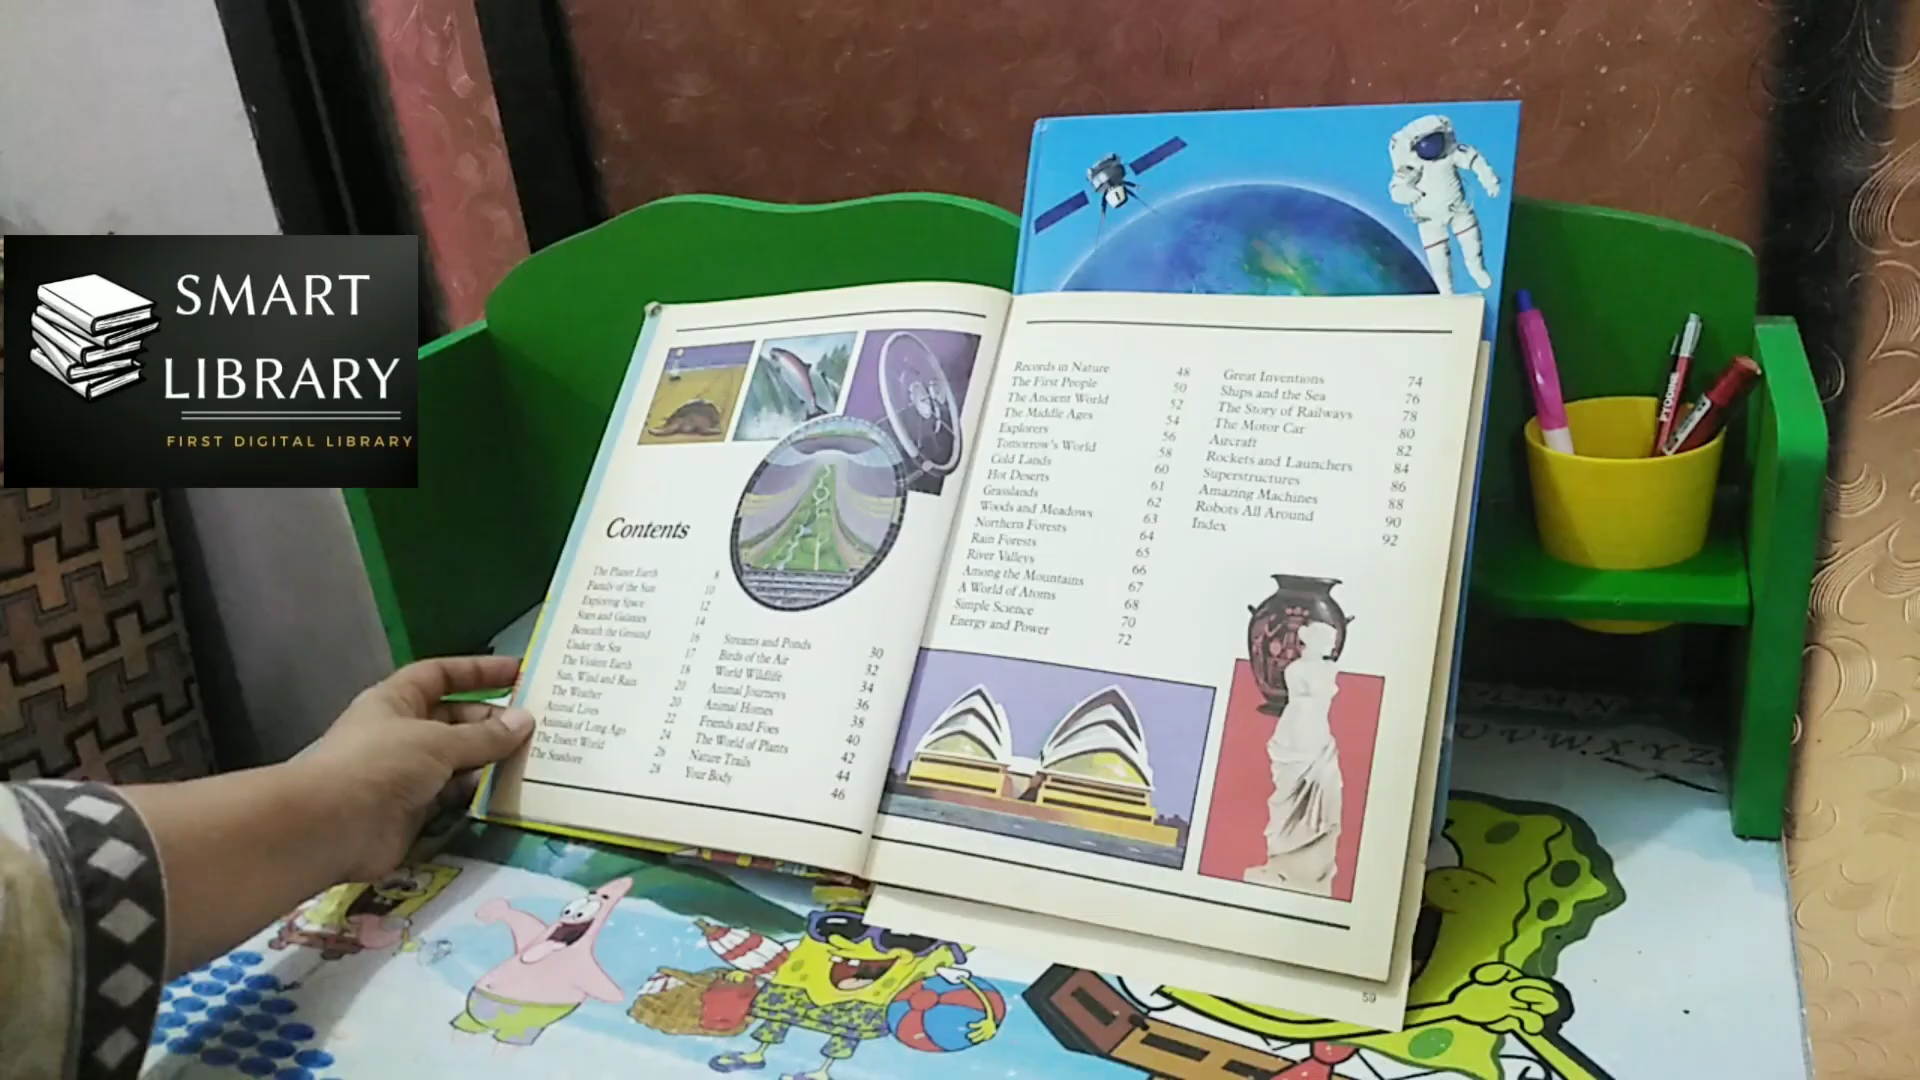 SMART
LIBRARY
FIRST DIGITAL LIBRARY
Contents
The Planet Earth 8
Family of the Sun 10
Exploring Space 12
Stars and Galaxies 14
Beneath the Ground 16
Under the Sea 17
The Violent Earth 18
Sun, Wind and Rain 20
The Weather 20
Animal Lives 22
Animals of Long Ago 24
The Insect World 26
The Seashore 28
Streams and Ponds 30
Birds of the Air 32
World Wildlife 34
Animal Journeys 36
Animal Homes 38
Friends and Foes 40
The World of Plants 42
Nature Trails 44
Your Body 46
Records in Nature 48
The First People 50
The Ancient World 52
The Middle Ages 54
Explorers 56
Tomorrow's World 58
Cold Lands 60
Hot Deserts 61
Grasslands 62
Woods and Meadows 63
Northern Forests 64
Rain Forests 65
River Valleys 66
Among the Mountains 67
A World of Atoms 68
Simple Science 70
Energy and Power 72
Great Inventions 74
Ships and the Sea 76
The Story of Railways 78
The Motor Car 80
Aircraft 82
Rockets and Launchers 84
Superstructures 86
Amazing Machines 88
Robots All Around 90
Index 92
59
PYODINE